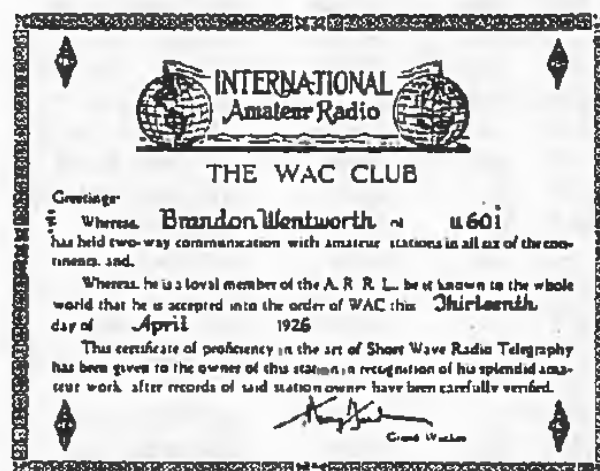 INTERNATIONAL
Amateur Radio
THE WAC CLUB
Greetings-
Whereas, Brandon Wentworth of u6oi
has held two-way communication with amateur stations in all six of the con-
tinents, and,
Whereas, he is a loyal member of the A. R. R. L., be it known to the whole
world that he is accepted into the order of WAC this Thirteenth
day of April 1926
This certificate of proficiency in the art of Short Wave Radio Telegraphy
has been given to the owner of this station in recognition of his splendid ama-
teur work after records of said station owner have been carefully verified.